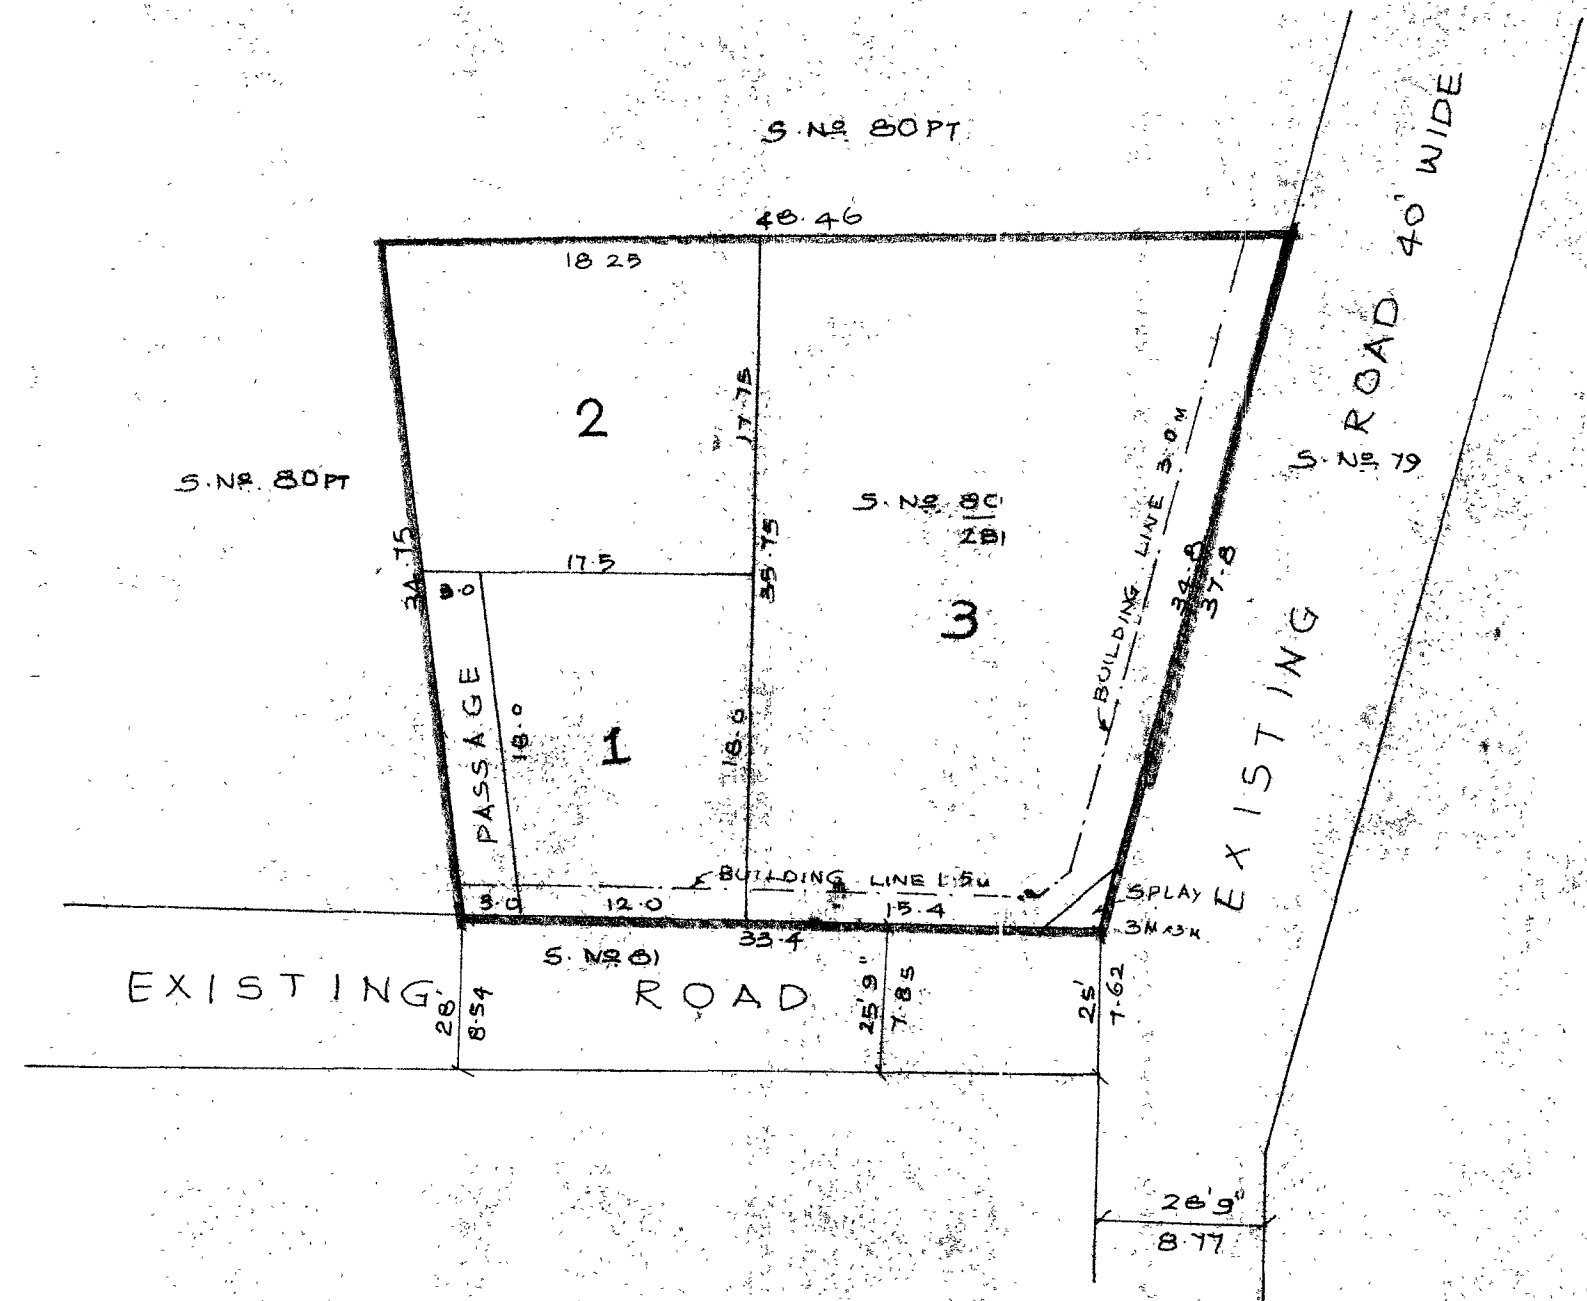 S.No 80PT
48.46
18 25
ROAD 40' WIDE
2
17.75
S.No 79
S.No. 80PT
S.No 80
2B1
BUILDING LINE 3.0M
34.75
17.5
35.75
34.8
37.8
3.0
3
PASSAGE
18.0
1
18.0
EXISTING
BUILDING LINE 1.5M
3.0
12.0
15.4
SPLAY
3M x 3M
33.4
S. No 81
EXISTING ROAD
28'
8.54
25'9"
7.85
25'
7.62
28'9"
8.77